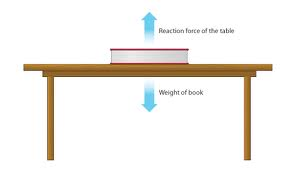 Reaction force of the table
Weight of book